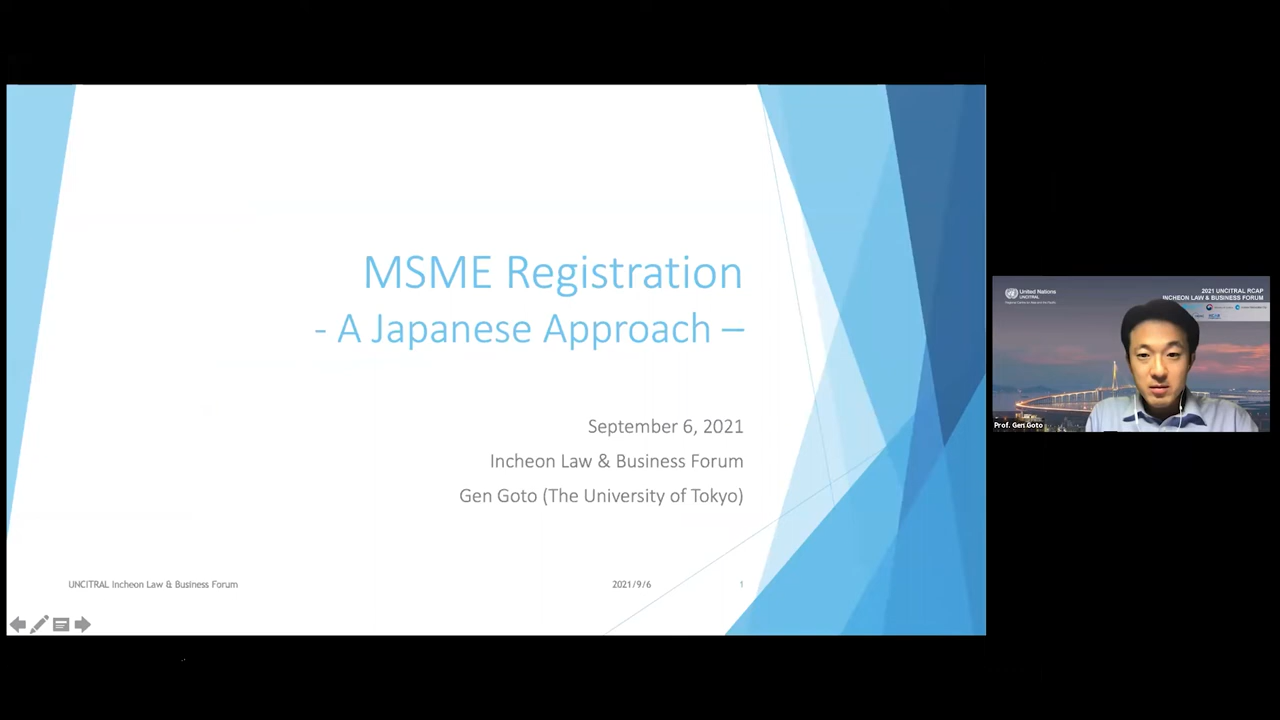 MSME Registration
- A Japanese Approach –
September 6, 2021
Incheon Law & Business Forum
Gen Goto (The University of Tokyo)
UNCITRAL Incheon Law & Business Forum
2021/9/6
1
United Nations
UNCITRAL
2021 UNCITRAL RCAP
INCHEON LAW & BUSINESS FORUM
Prof. Gen Goto